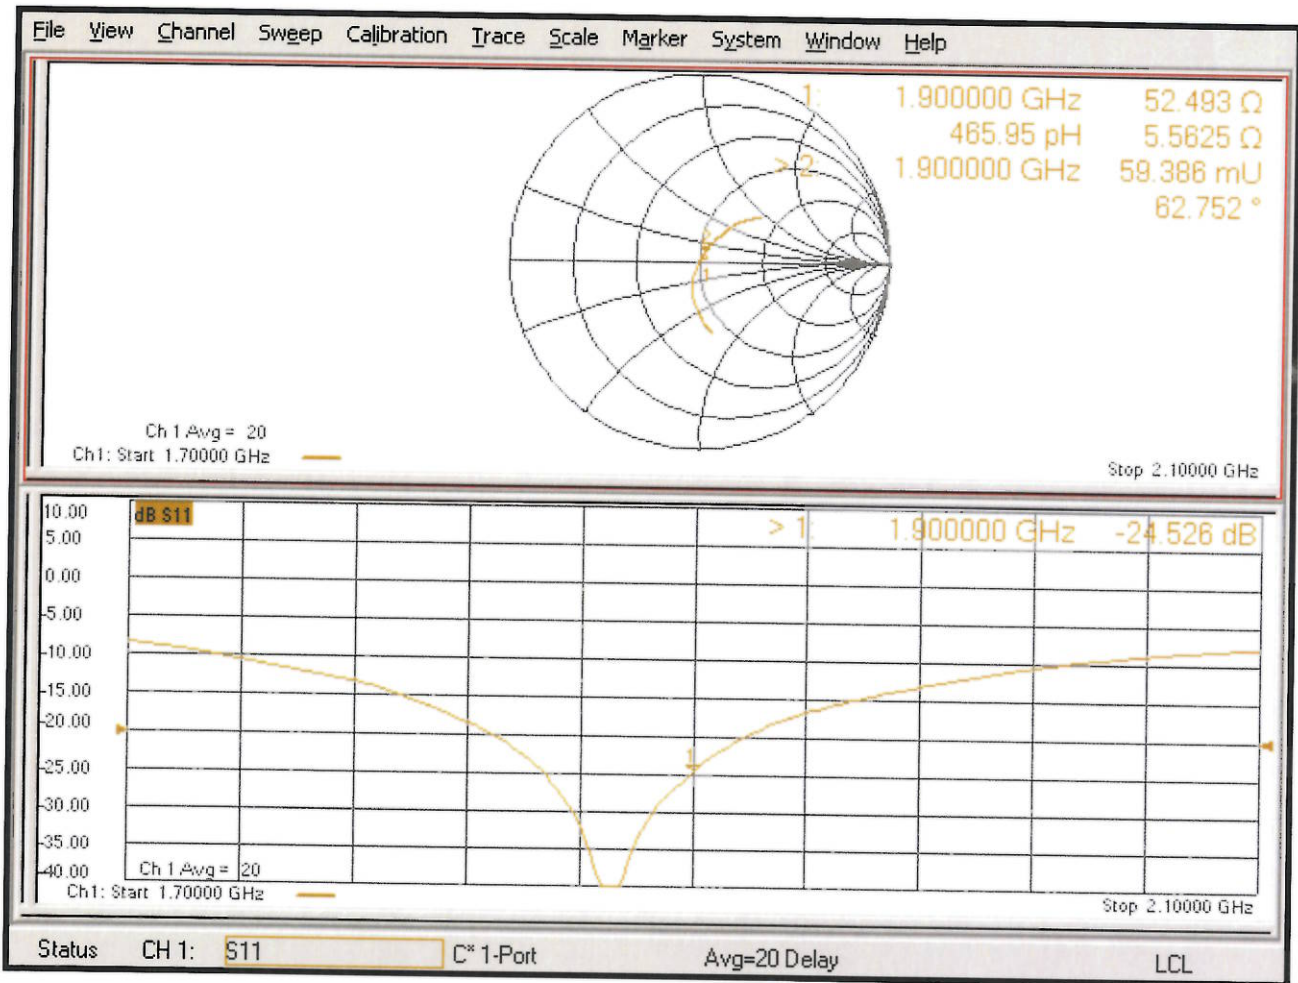 File View Channel Sweep Calibration Trace Scale Marker System Window Help
1: 1.900000 GHz 52.493 Ω
465.95 pH 5.5625 Ω
> 2: 1.900000 GHz 59.386 mU
62.752 °
2
1
Ch 1 Avg = 20
Ch1: Start 1.70000 GHz
Stop 2.10000 GHz
10.00
dB S11
> 1: 1.900000 GHz -24.526 dB
5.00
0.00
-5.00
-10.00
-15.00
-20.00
-25.00
1
-30.00
-35.00
-40.00
Ch 1 Avg = 20
Ch1: Start 1.70000 GHz
Stop 2.10000 GHz
Status CH 1: S11 C* 1-Port Avg=20 Delay LCL